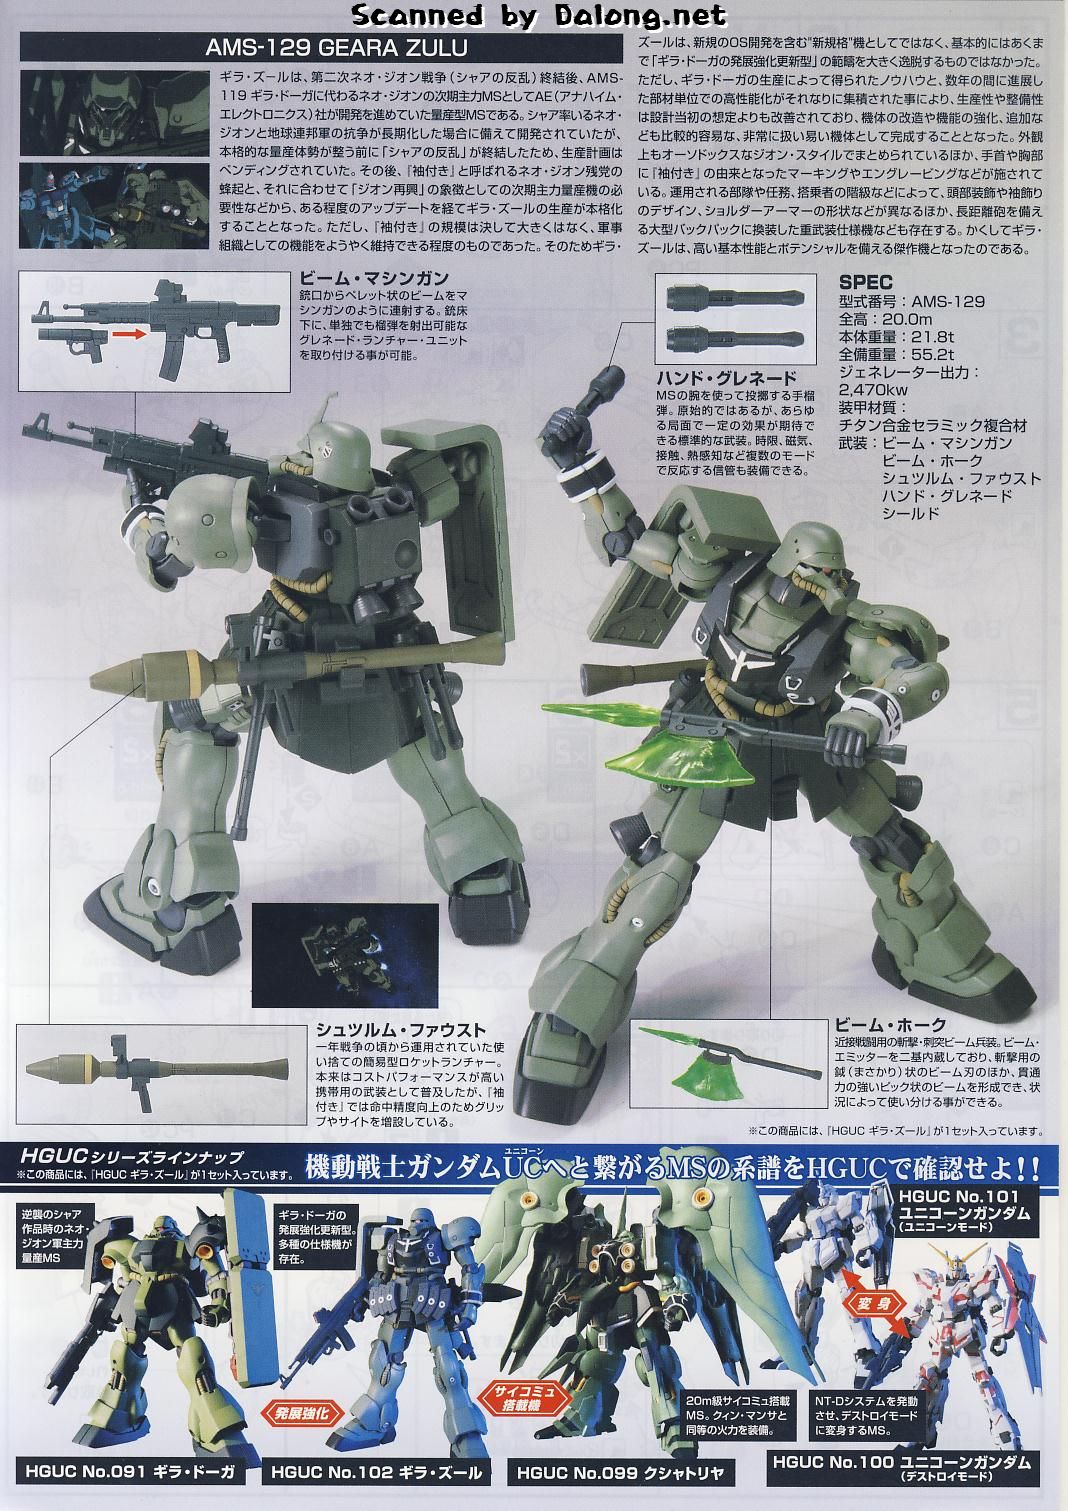 Scanned by Dalong.net
AMS-129 GEARA ZULU
ギラ・ズールは、第二次ネオ・ジオン戦争（シャアの反乱）終結後、AMS-
119 ギラ・ドーガに代わるネオ・ジオンの次期主力MSとしてAE（アナハイム・
エレクトロニクス）社が開発を進めていた量産型MSである。シャア率いるネオ・
ジオンと地球連邦軍の抗争が長期化した場合に備えて開発されていたが、
本格的な量産体勢が整う前に「シャアの反乱」が終結したため、生産計画は
ペンディングされていた。その後、『袖付き』と呼ばれるネオ・ジオン残党の
蜂起と、それに合わせて「ジオン再興」の象徴としての次期主力量産機の必
要性などから、ある程度のアップデートを経てギラ・ズールの生産が本格化
することとなった。ただし、『袖付き』の規模は決して大きくはなく、軍事
組織としての機能をようやく維持できる程度のものであった。そのためギラ・
ズールは、新規のOS開発を含む"新規格"機としてではなく、基本的にはあくま
で「ギラ・ドーガの発展強化更新型」の範疇を大きく逸脱するものではなかった。
ただし、ギラ・ドーガの生産によって得られたノウハウと、数年の間に進展し
た部材単位での高性能化がそれなりに集積された事により、生産性や整備性
は設計当初の想定よりも改善されており、機体の改造や機能の強化、追加な
ども比較的容易な、非常に扱い易い機体として完成することとなった。外観
上もオーソドックスなジオン・スタイルでまとめられているほか、手首や胸部
に『袖付き』の由来となったマーキングやエングレービングなどが施されて
いる。運用される部隊や任務、搭乗者の階級などによって、頭部装飾や袖飾り
のデザイン、ショルダーアーマーの形状などが異なるほか、長距離砲を備え
る大型バックパックに換装した重武装仕様機なども存在する。かくしてギラ・
ズールは、高い基本性能とポテンシャルを備える傑作機となったのである。
ビーム・マシンガン
銃口からペレット状のビームをマ
シンガンのように連射する。銃床
下に、単独でも榴弾を射出可能な
グレネード・ランチャー・ユニット
を取り付ける事が可能。
ハンド・グレネード
MSの腕を使って投擲する手榴
弾。原始的ではあるが、あらゆ
る局面で一定の効果が期待で
きる標準的な武装。時限、磁気、
接触、熱感知など複数のモード
で反応する信管も装備できる。
SPEC
型式番号：AMS-129
全高：20.0m
本体重量：21.8t
全備重量：55.2t
ジェネレーター出力：
2,470kw
装甲材質：
チタン合金セラミック複合材
武装：ビーム・マシンガン
ビーム・ホーク
シュツルム・ファウスト
ハンド・グレネード
シールド
シュツルム・ファウスト
一年戦争の頃から運用されていた使
い捨ての簡易型ロケットランチャー。
本来はコストパフォーマンスが高い
携帯用の武装として普及したが、『袖
付き』では命中精度向上のためグリッ
プやサイトを増設している。
ビーム・ホーク
近接戦闘用の斬撃・刺突ビーム兵装。ビーム・
エミッターを二基内蔵しており、斬撃用の
鉞（まさかり）状のビーム刃のほか、貫通
力の強いピック状のビームを形成でき、状
況によって使い分ける事ができる。
※この商品には、『HGUC ギラ・ズール』が1セット入っています。
HGUCシリーズラインナップ
※この商品には、『HGUC ギラ・ズール』が1セット入っています。
ユニコーン
機動戦士ガンダムUCへと繋がるMSの系譜をHGUCで確認せよ!!
逆襲のシャア
作品時のネオ・
ジオン軍主力
量産MS
ギラ・ドーガの
発展強化更新型。
多種の仕様機が
存在。
HGUC No.101
ユニコーンガンダム
（ユニコーンモード）
変身
発展強化
サイコミュ
搭載機
20m級サイコミュ搭載
MS。クィン・マンサと
同等の火力を装備。
NT-Dシステムを発動
させ、デストロイモード
に変身するMS。
HGUC No.091 ギラ・ドーガ
HGUC No.102 ギラ・ズール
HGUC No.099 クシャトリヤ
HGUC No.100 ユニコーンガンダム
（デストロイモード）